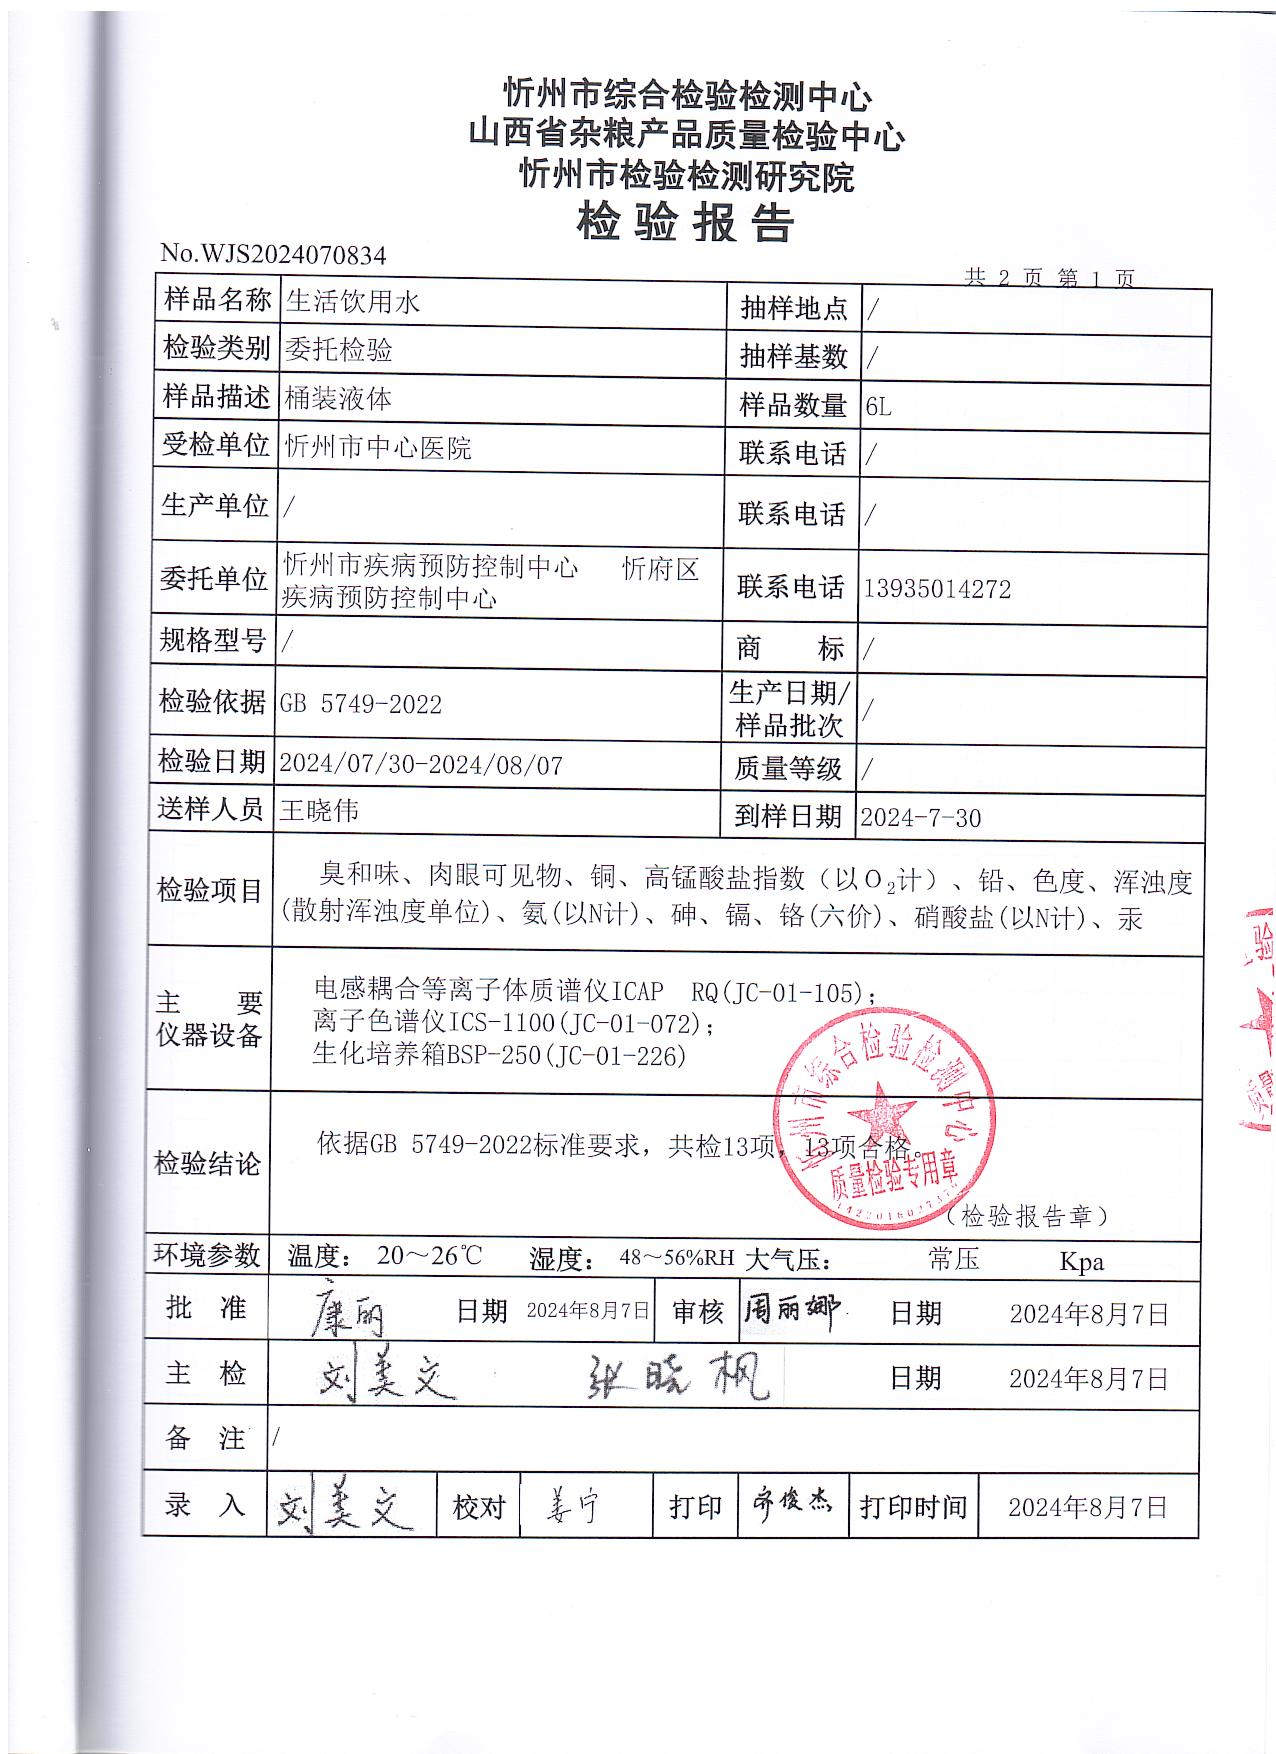 忻州市综合检验检测中心
山西省杂粮产品质量检验中心
忻州市检验检测研究院
检验报告
No.WJS2024070834
共 2 页 第 1 页
样品名称 生活饮用水 抽样地点 /
检验类别 委托检验 抽样基数 /
样品描述 桶装液体 样品数量 6L
受检单位 忻州市中心医院 联系电话 /
生产单位 / 联系电话 /
委托单位 忻州市疾病预防控制中心 忻府区
疾病预防控制中心 联系电话 13935014272
规格型号 / 商 标 /
检验依据 GB 5749-2022 生产日期/
样品批次 /
检验日期 2024/07/30-2024/08/07 质量等级 /
送样人员 王晓伟 到样日期 2024-7-30
检验项目 臭和味、肉眼可见物、铜、高锰酸盐指数（以O₂计）、铅、色度、浑浊度
(散射浑浊度单位)、氨(以N计)、砷、镉、铬(六价)、硝酸盐(以N计)、汞
主 要
仪器设备
电感耦合等离子体质谱仪ICAP RQ(JC-01-105);
离子色谱仪ICS-1100(JC-01-072);
生化培养箱BSP-250(JC-01-226)
检验结论 依据GB 5749-2022标准要求，共检13项，13项合格。
忻州市综合检验检测中心
质量检验专用章
（检验报告章）
环境参数 温度： 20～26℃ 湿度： 48～56%RH 大气压： 常压 Kpa
批 准 康丽 日期 2024年8月7日 审核 周丽娜 日期 2024年8月7日
主 检 刘美文 张晓枫 日期 2024年8月7日
备 注 /
录 入 刘美文 校对 姜宁 打印 齐俊杰 打印时间 2024年8月7日